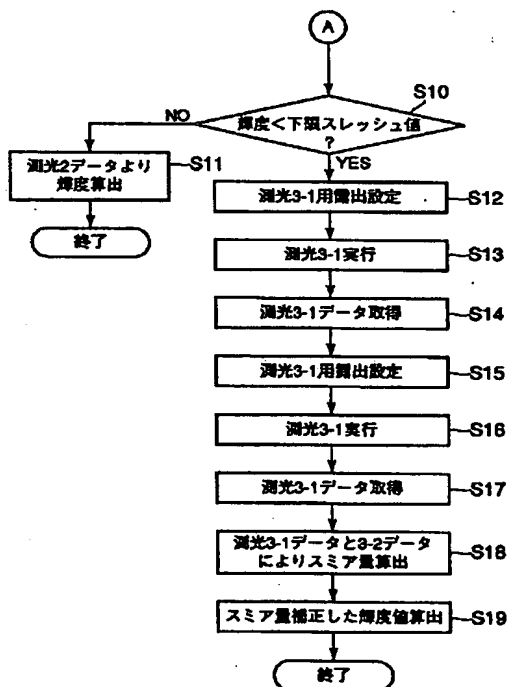 A
S10
輝度<下限スレッシュ値
?
NO
YES
測光2データより
輝度算出
S11
終了
測光3-1用露出設定
S12
測光3-1実行
S13
測光3-1データ取得
S14
測光3-1用露出設定
S15
測光3-1実行
S16
測光3-1データ取得
S17
測光3-1データと3-2データ
によりスミア量算出
S18
スミア量補正した輝度値算出
S19
終了